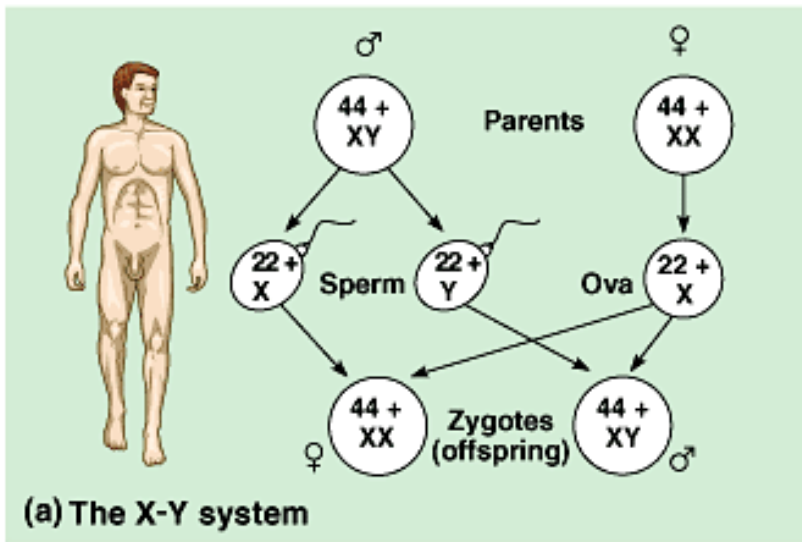 ♂ ♀
44 +
XY
Parents
44 +
XX
22 +
X
Sperm
22 +
Y
Ova
22 +
X
44 +
XX
♀
Zygotes
(offspring)
44 +
XY
♂
(a) The X-Y system